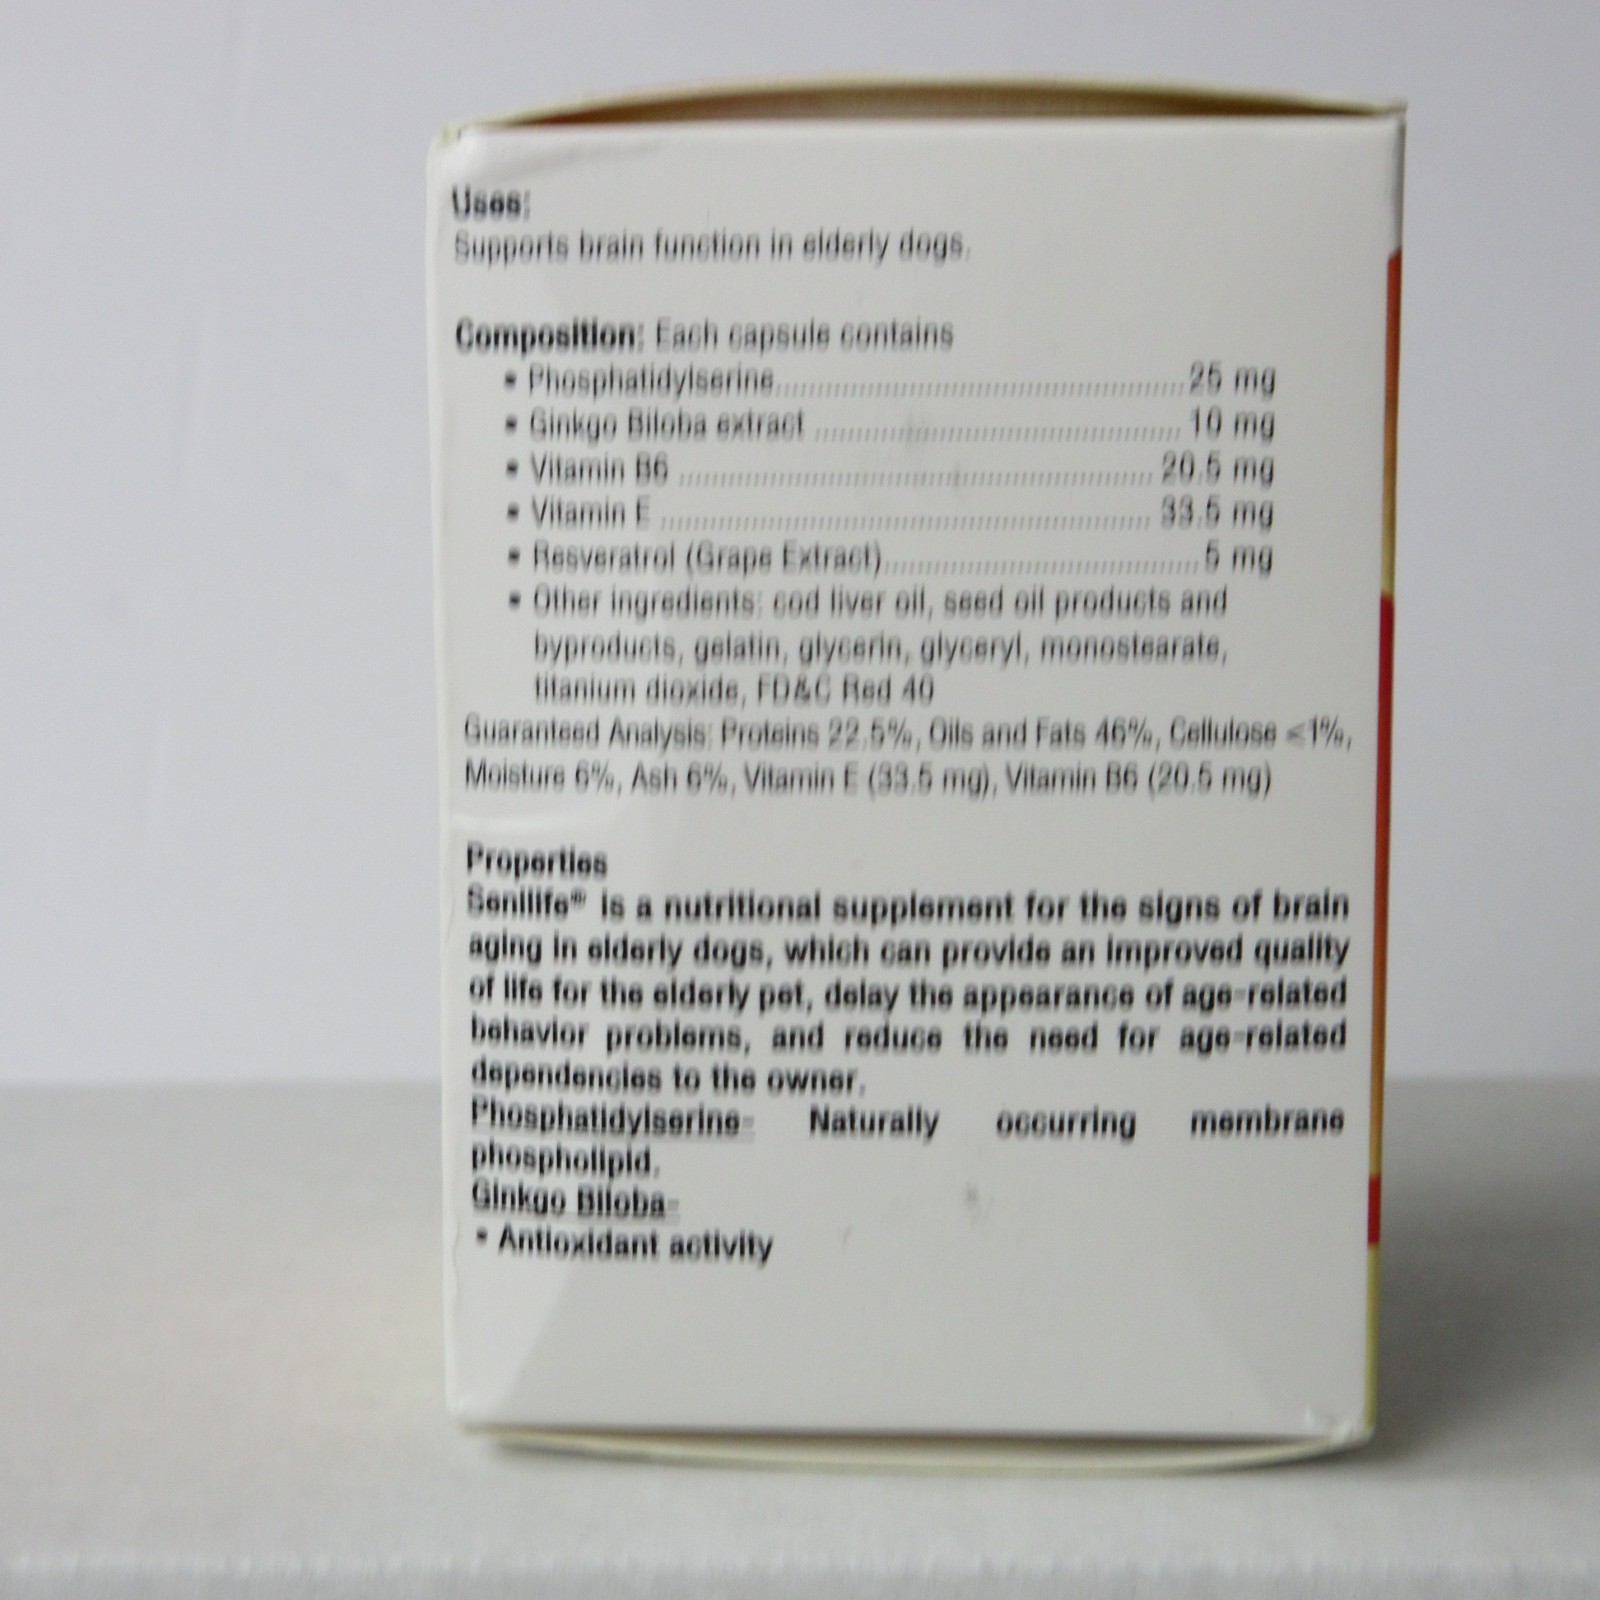 Uses:
Supports brain function in elderly dogs.
Composition: Each capsule contains
• Phosphatidylserine.......................................25 mg
• Ginkgo Biloba extract ................................... 10 mg
• Vitamin B6 ............................................. 20.5 mg
• Vitamin E .............................................. 33.5 mg
• Resveratrol (Grape Extract)..............................5 mg
• Other ingredients: cod liver oil, seed oil products and
byproducts, gelatin, glycerin, glyceryl, monostearate,
titanium dioxide, FD&C Red 40
Guaranteed Analysis: Proteins 22.5%, Oils and Fats 46%, Cellulose ≤1%,
Moisture 6%, Ash 6%, Vitamin E (33.5 mg), Vitamin B6 (20.5 mg)
Properties
Senilife® is a nutritional supplement for the signs of brain
aging in elderly dogs, which can provide an improved quality
of life for the elderly pet, delay the appearance of age-related
behavior problems, and reduce the need for age-related
dependencies to the owner.
Phosphatidylserine- Naturally occurring membrane
phospholipid.
Ginkgo Biloba-
• Antioxidant activity